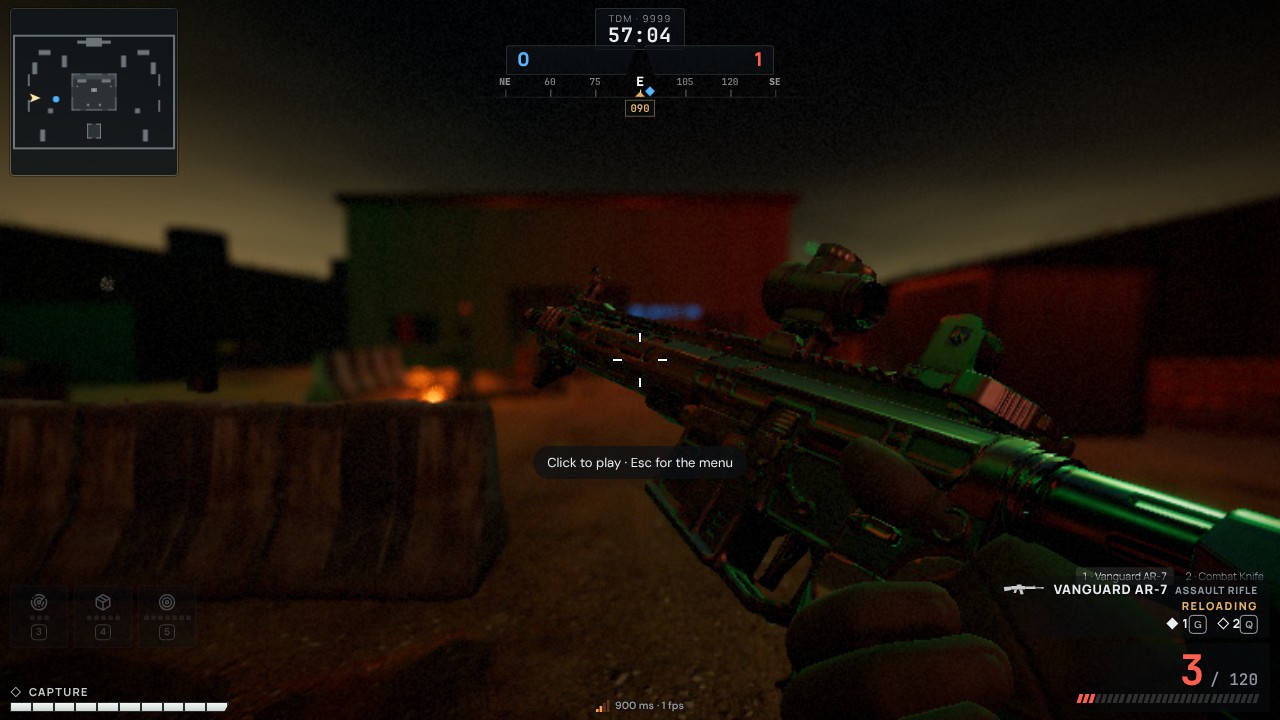 TDM · 9999
57:04
0
1
NE 60 75 E 105 120 SE
090
Click to play · Esc for the menu
1 · Vanguard AR-7 2 · Combat Knife
VANGUARD AR-7 ASSAULT RIFLE
RELOADING
1 G 2 Q
3 4 5
3 / 120
CAPTURE
900 ms · 1 fps